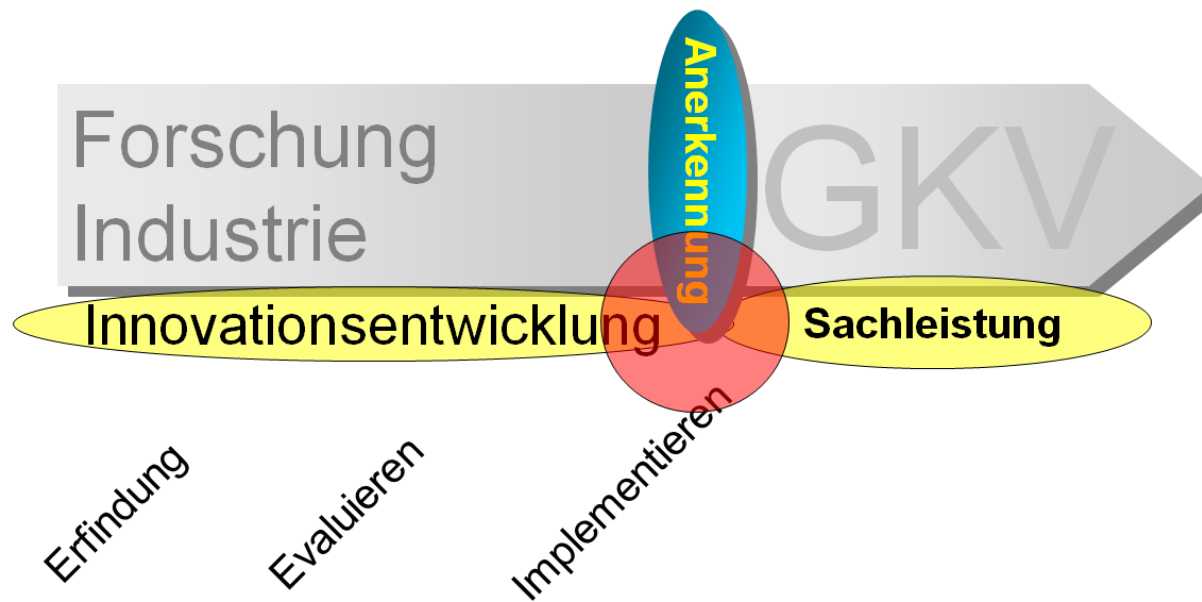 Forschung
Industrie
Anerkennung
GKV
Innovationsentwicklung
Sachleistung
Erfindung
Evaluieren
Implementieren